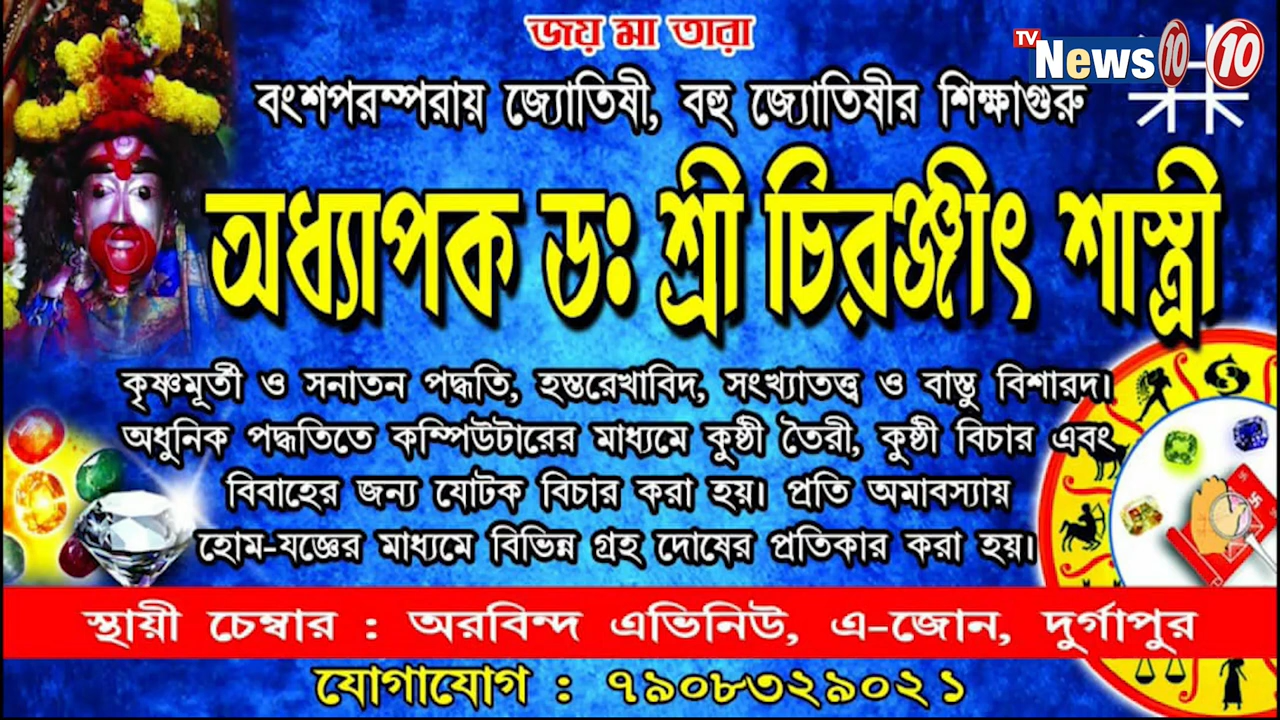 জয় মা তারা
TV News 10 10
বংশপরম্পরায় জ্যোতিষী, বহু জ্যোতিষীর শিক্ষাগুরু
অধ্যাপক ডঃ শ্রী চিরঞ্জীৎ শাস্ত্রী
কৃষ্ণমূর্তী ও সনাতন পদ্ধতি, হস্তরেখাবিদ, সংখ্যাতত্ত্ব ও বাস্তু বিশারদ।
অধুনিক পদ্ধতিতে কম্পিউটারের মাধ্যমে কুষ্ঠী তৈরী, কুষ্ঠী বিচার এবং
বিবাহের জন্য যোটক বিচার করা হয়। প্রতি অমাবস্যায়
হোম-যজ্ঞের মাধ্যমে বিভিন্ন গ্রহ দোষের প্রতিকার করা হয়।
স্থায়ী চেম্বার : অরবিন্দ এভিনিউ, এ-জোন, দুর্গাপুর
যোগাযোগ : ৭৯০৮৩২৯০২১